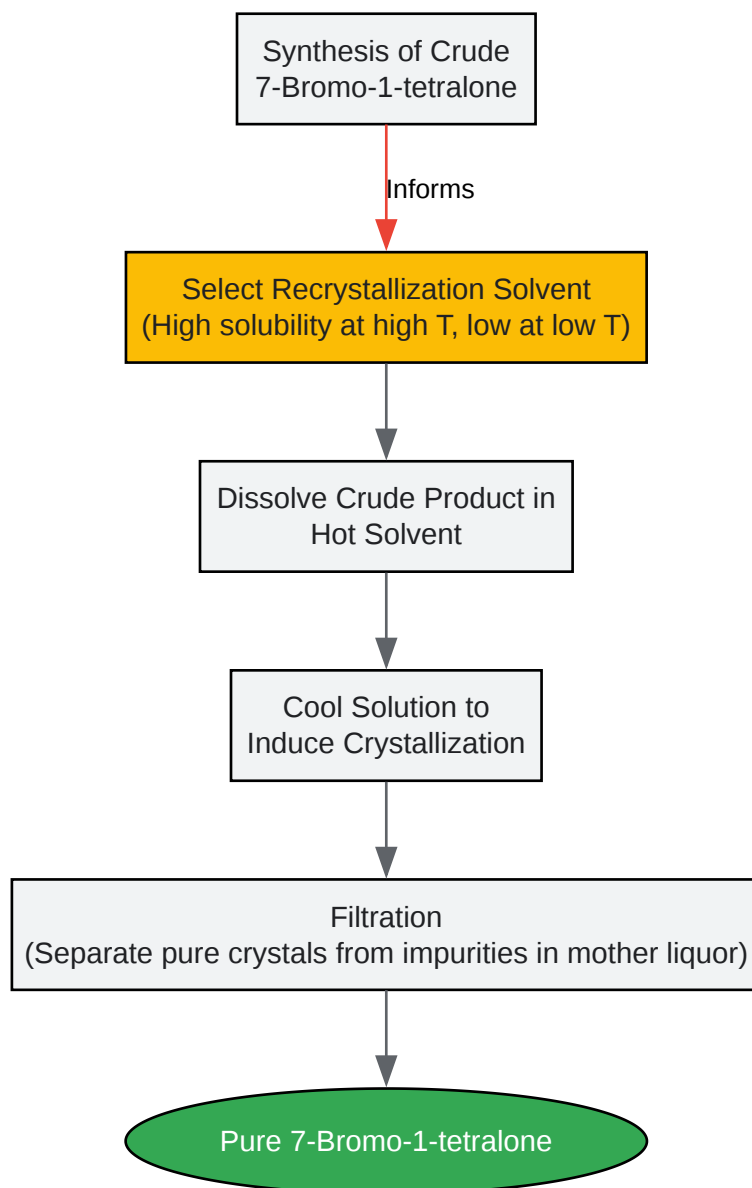 Synthesis of Crude
7-Bromo-1-tetralone
Informs
Select Recrystallization Solvent
(High solubility at high T, low at low T)
Dissolve Crude Product in
Hot Solvent
Cool Solution to
Induce Crystallization
Filtration
(Separate pure crystals from impurities in mother liquor)
Pure 7-Bromo-1-tetralone